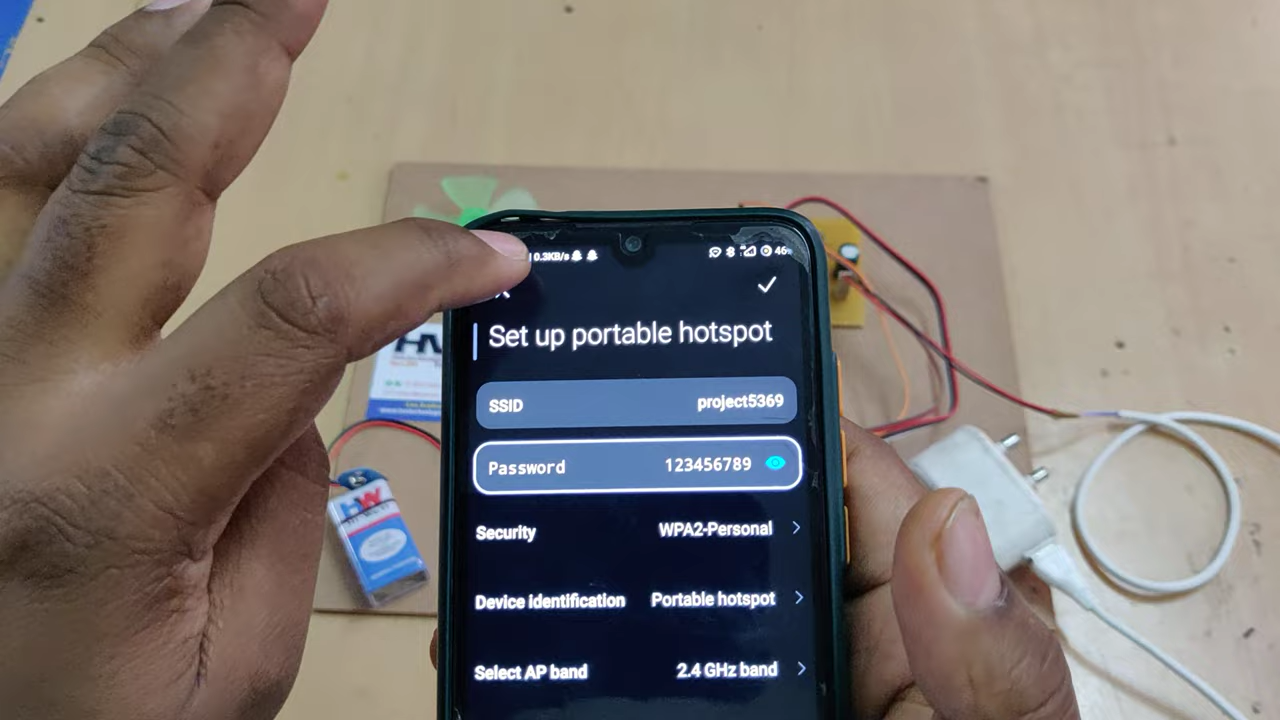 0.3KB/s
46
Set up portable hotspot
SSID project5369
Password 123456789
Security WPA2-Personal
Device identification Portable hotspot
Select AP band 2.4 GHz band
HW